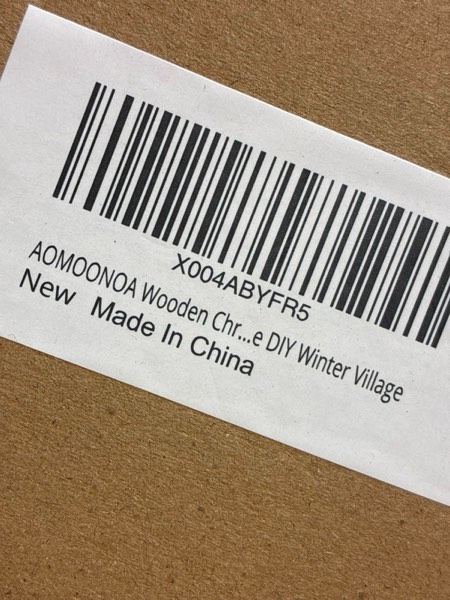 X004ABYFR5
AOMOONOA Wooden Chr...e DIY Winter Village
New Made In China